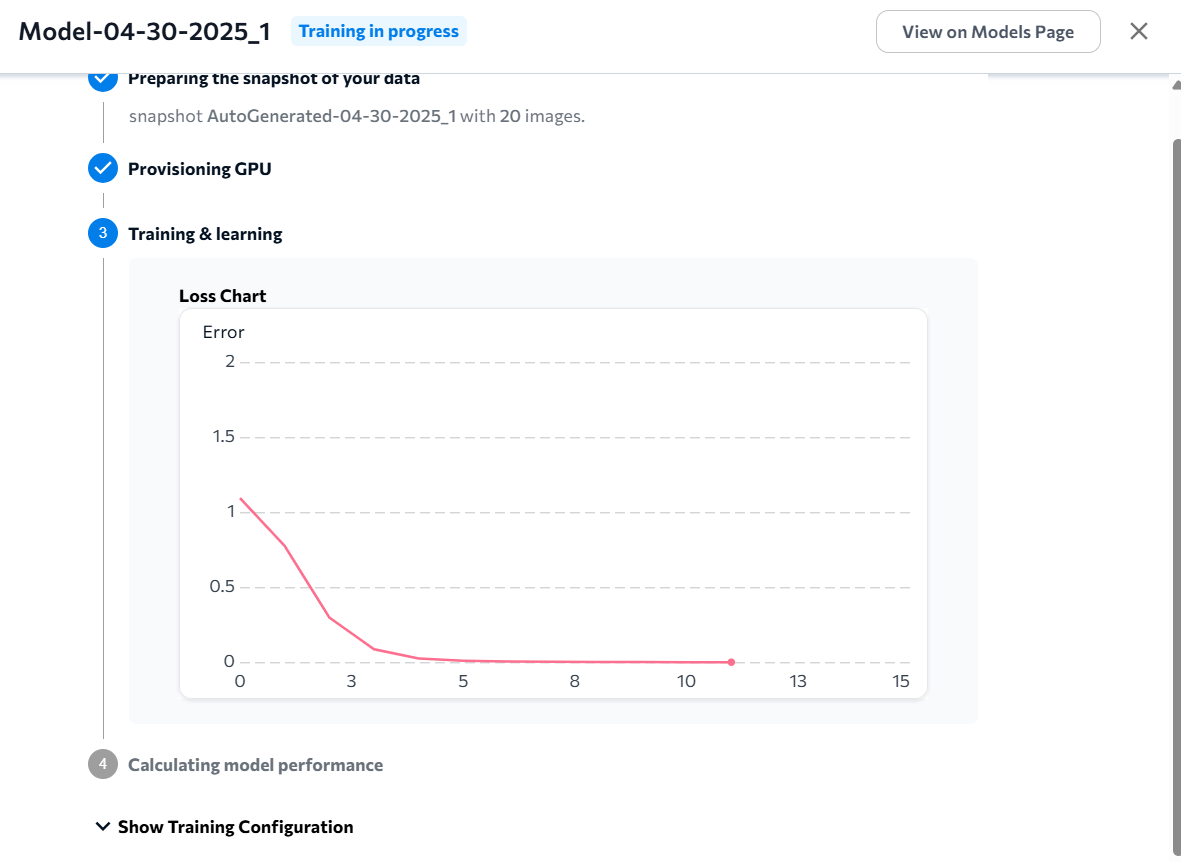 Model-04-30-2025_1 Training in progress View on Models Page
Preparing the snapshot of your data
snapshot AutoGenerated-04-30-2025_1 with 20 images.
Provisioning GPU
3 Training & learning
Loss Chart
Error
2
1.5
1
0.5
0
0 3 5 8 10 13 15
4 Calculating model performance
Show Training Configuration